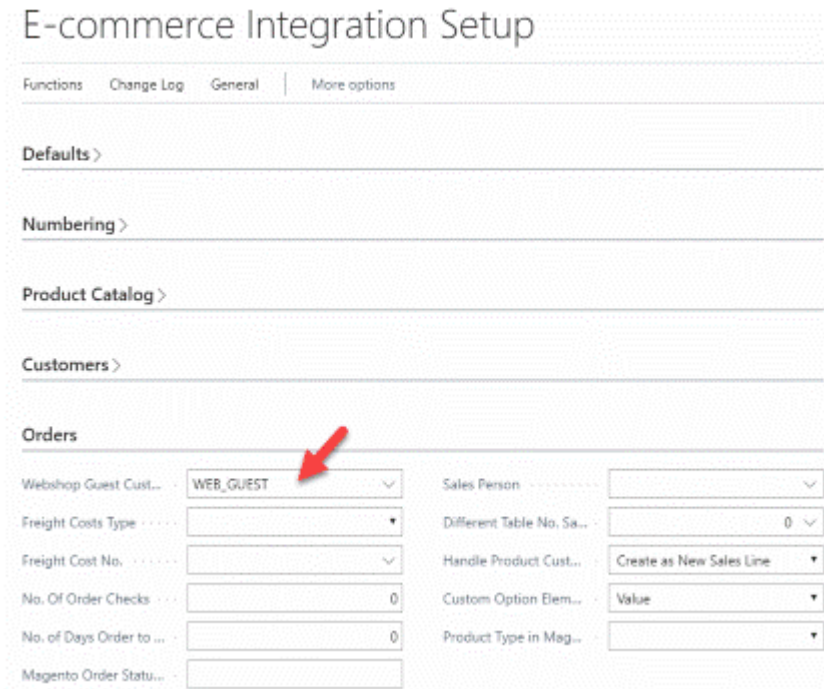 E-commerce Integration Setup
Functions Change Log General More options
Defaults >
Numbering >
Product Catalog >
Customers >
Orders
Webshop Guest Cust... WEB_GUEST Sales Person
Freight Costs Type Different Table No. Sa... 0
Freight Cost No. Handle Product Cust... Create as New Sales Line
No. Of Order Checks 0 Custom Option Elem... Value
No. of Days Order to ... 0 Product Type in Mag...
Magento Order Statu...